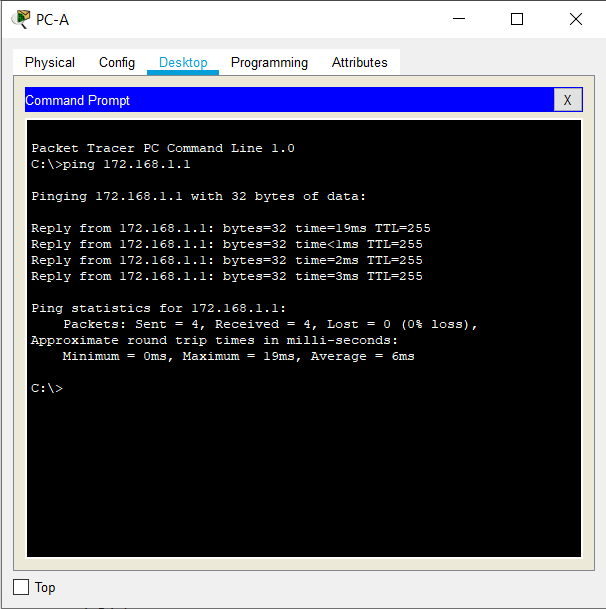 PC-A
Physical Config Desktop Programming Attributes
Command Prompt X
Packet Tracer PC Command Line 1.0
C:\>ping 172.168.1.1
Pinging 172.168.1.1 with 32 bytes of data:
Reply from 172.168.1.1: bytes=32 time=19ms TTL=255
Reply from 172.168.1.1: bytes=32 time<1ms TTL=255
Reply from 172.168.1.1: bytes=32 time=2ms TTL=255
Reply from 172.168.1.1: bytes=32 time=3ms TTL=255
Ping statistics for 172.168.1.1:
    Packets: Sent = 4, Received = 4, Lost = 0 (0% loss),
Approximate round trip times in milli-seconds:
    Minimum = 0ms, Maximum = 19ms, Average = 6ms
C:\>
Top